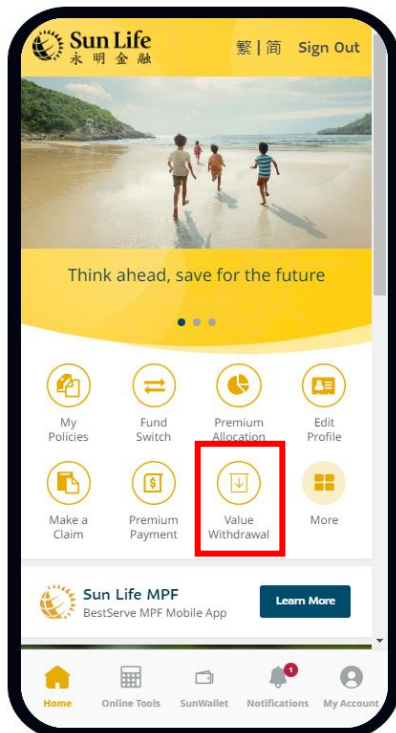 Sun Life
永明金融
繁 | 简 Sign Out
Think ahead, save for the future
My
Policies
Fund
Switch
Premium
Allocation
Edit
Profile
Make a
Claim
Premium
Payment
Value
Withdrawal
More
Sun Life MPF
BestServe MPF Mobile App
Learn More
1
Home
Online Tools
SunWallet
Notifications
My Account